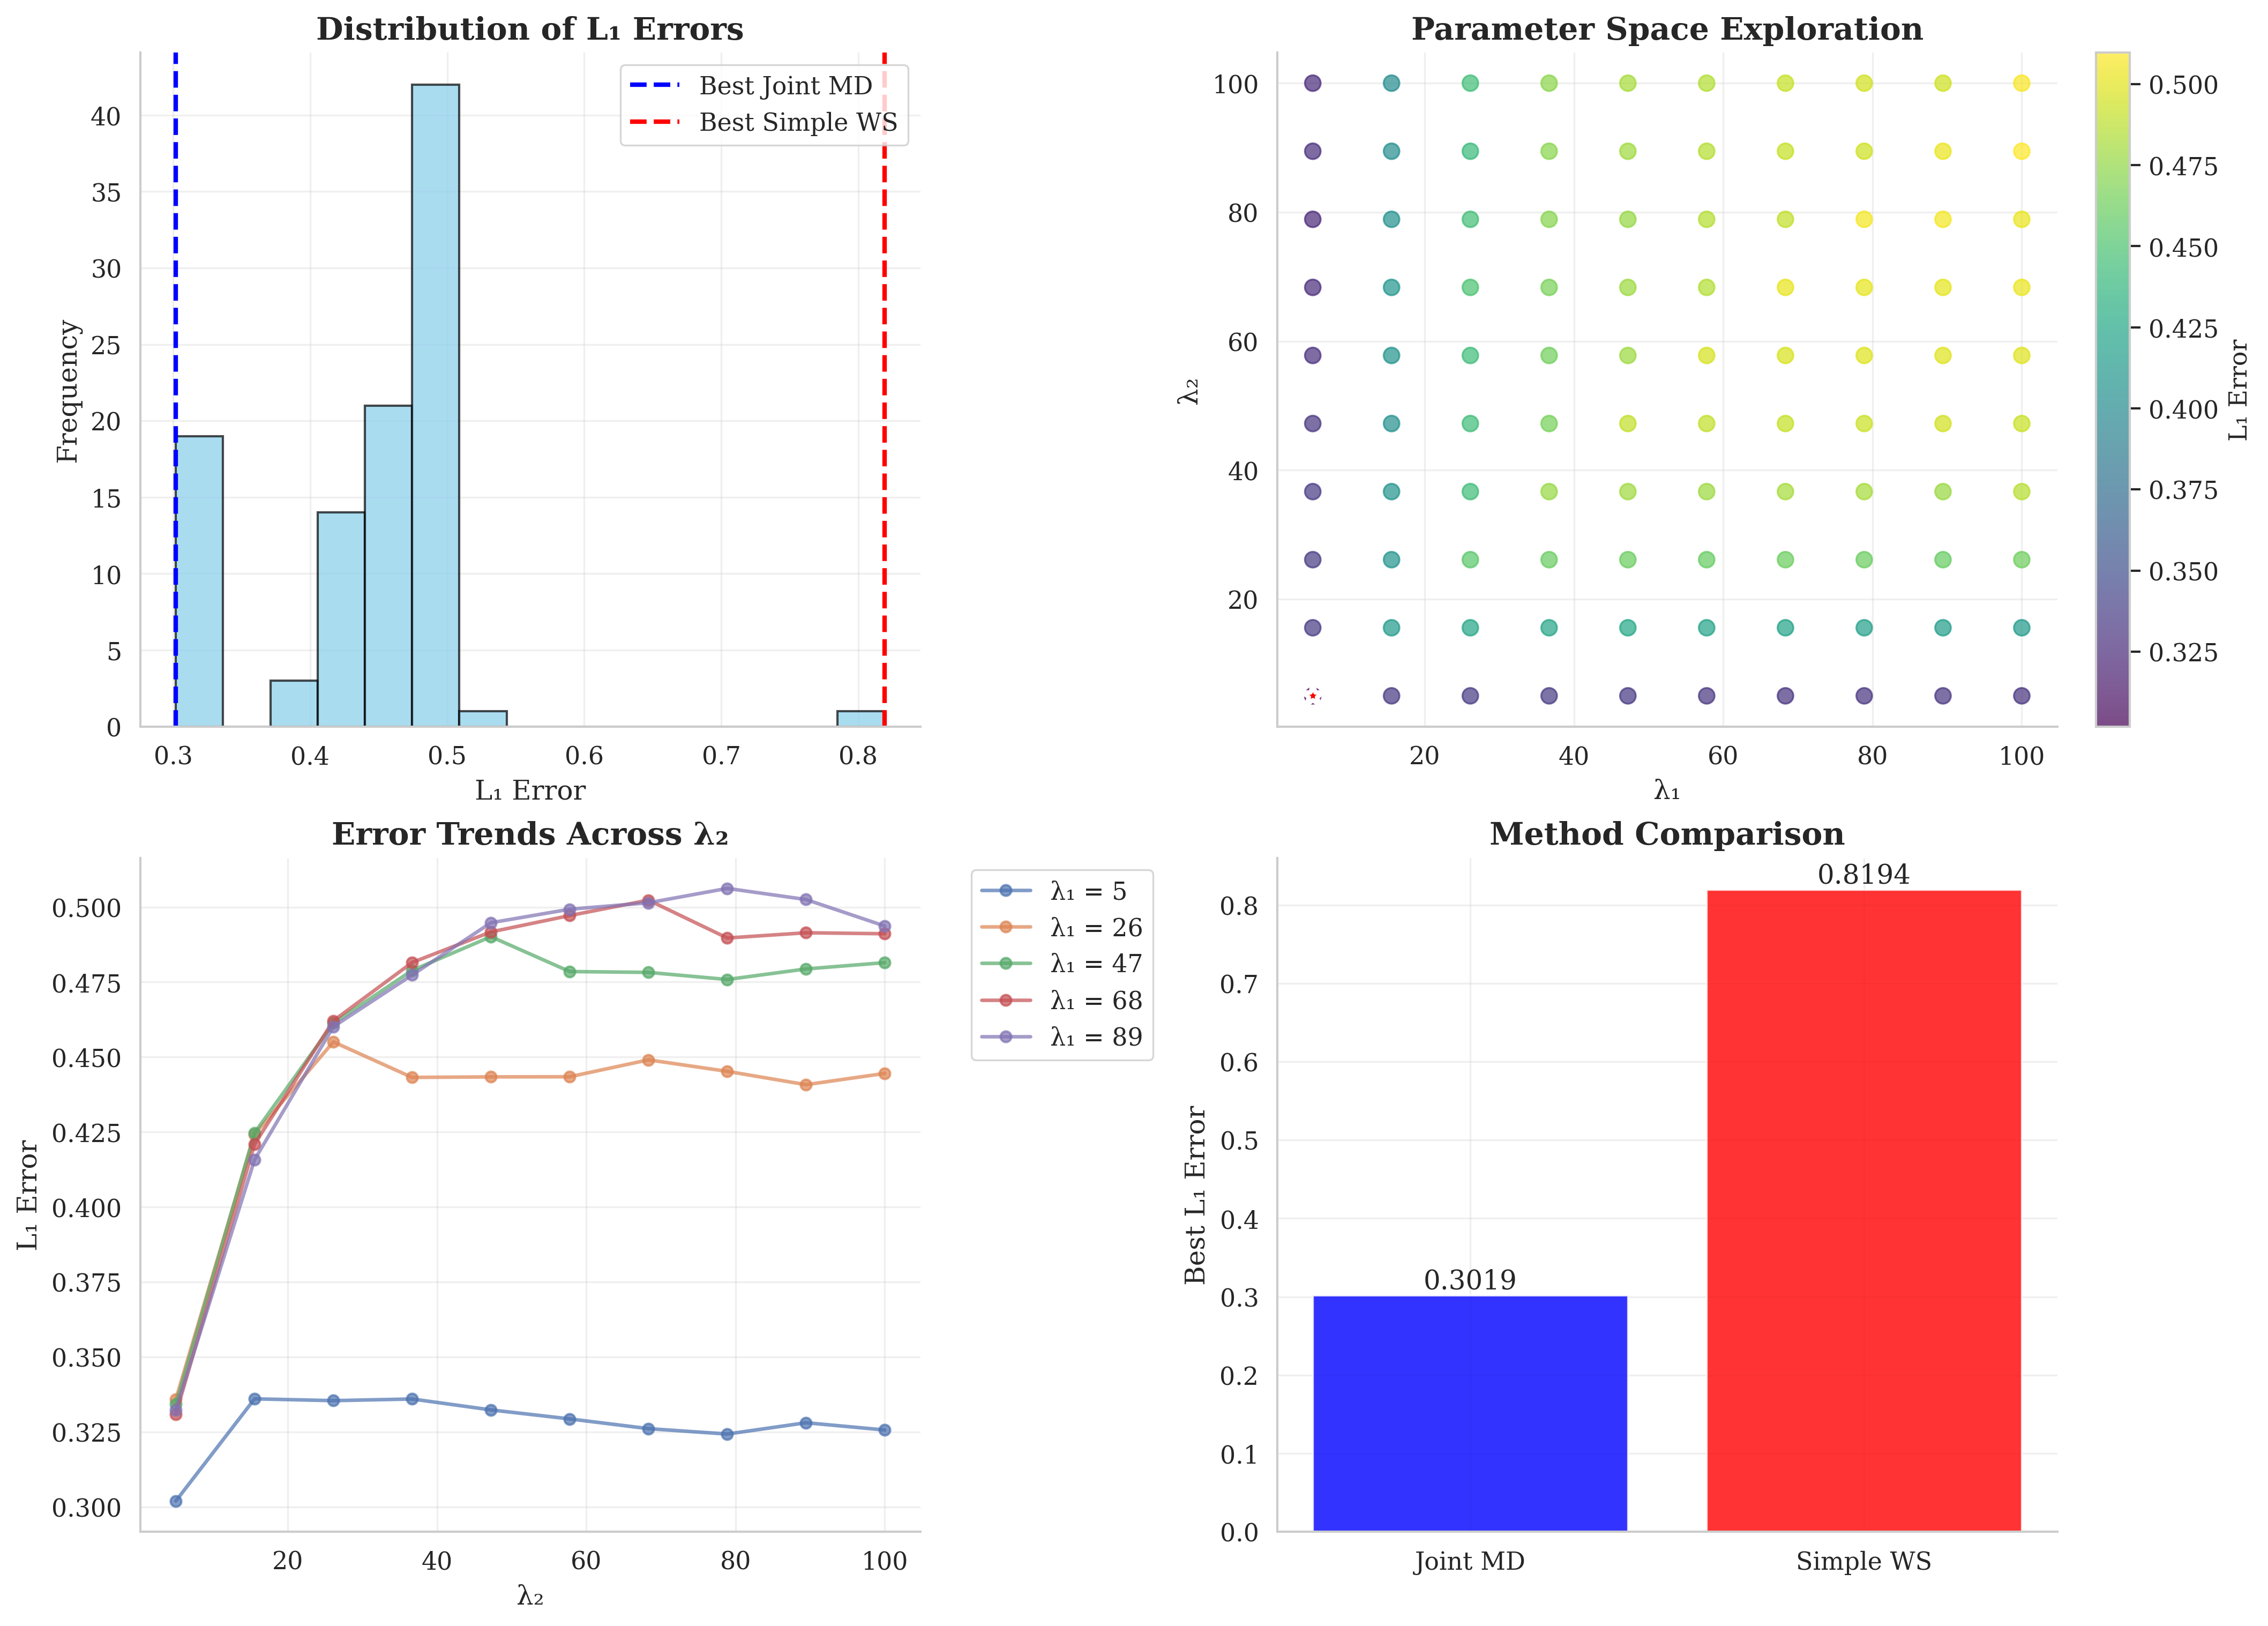 Distribution of L₁ Errors
Best Joint MD
Best Simple WS
Frequency
40
35
30
25
20
15
10
5
0
0.3 0.4 0.5 0.6 0.7 0.8
L₁ Error
Parameter Space Exploration
λ₂
100
80
60
40
20
20 40 60 80 100
λ₁
0.500
0.475
0.450
0.425
0.400
0.375
0.350
0.325
L₁ Error
Error Trends Across λ₂
λ₁ = 5
λ₁ = 26
λ₁ = 47
λ₁ = 68
λ₁ = 89
L₁ Error
0.500
0.475
0.450
0.425
0.400
0.375
0.350
0.325
0.300
20 40 60 80 100
λ₂
Method Comparison
0.8194
0.3019
Best L₁ Error
0.8
0.7
0.6
0.5
0.4
0.3
0.2
0.1
0.0
Joint MD Simple WS